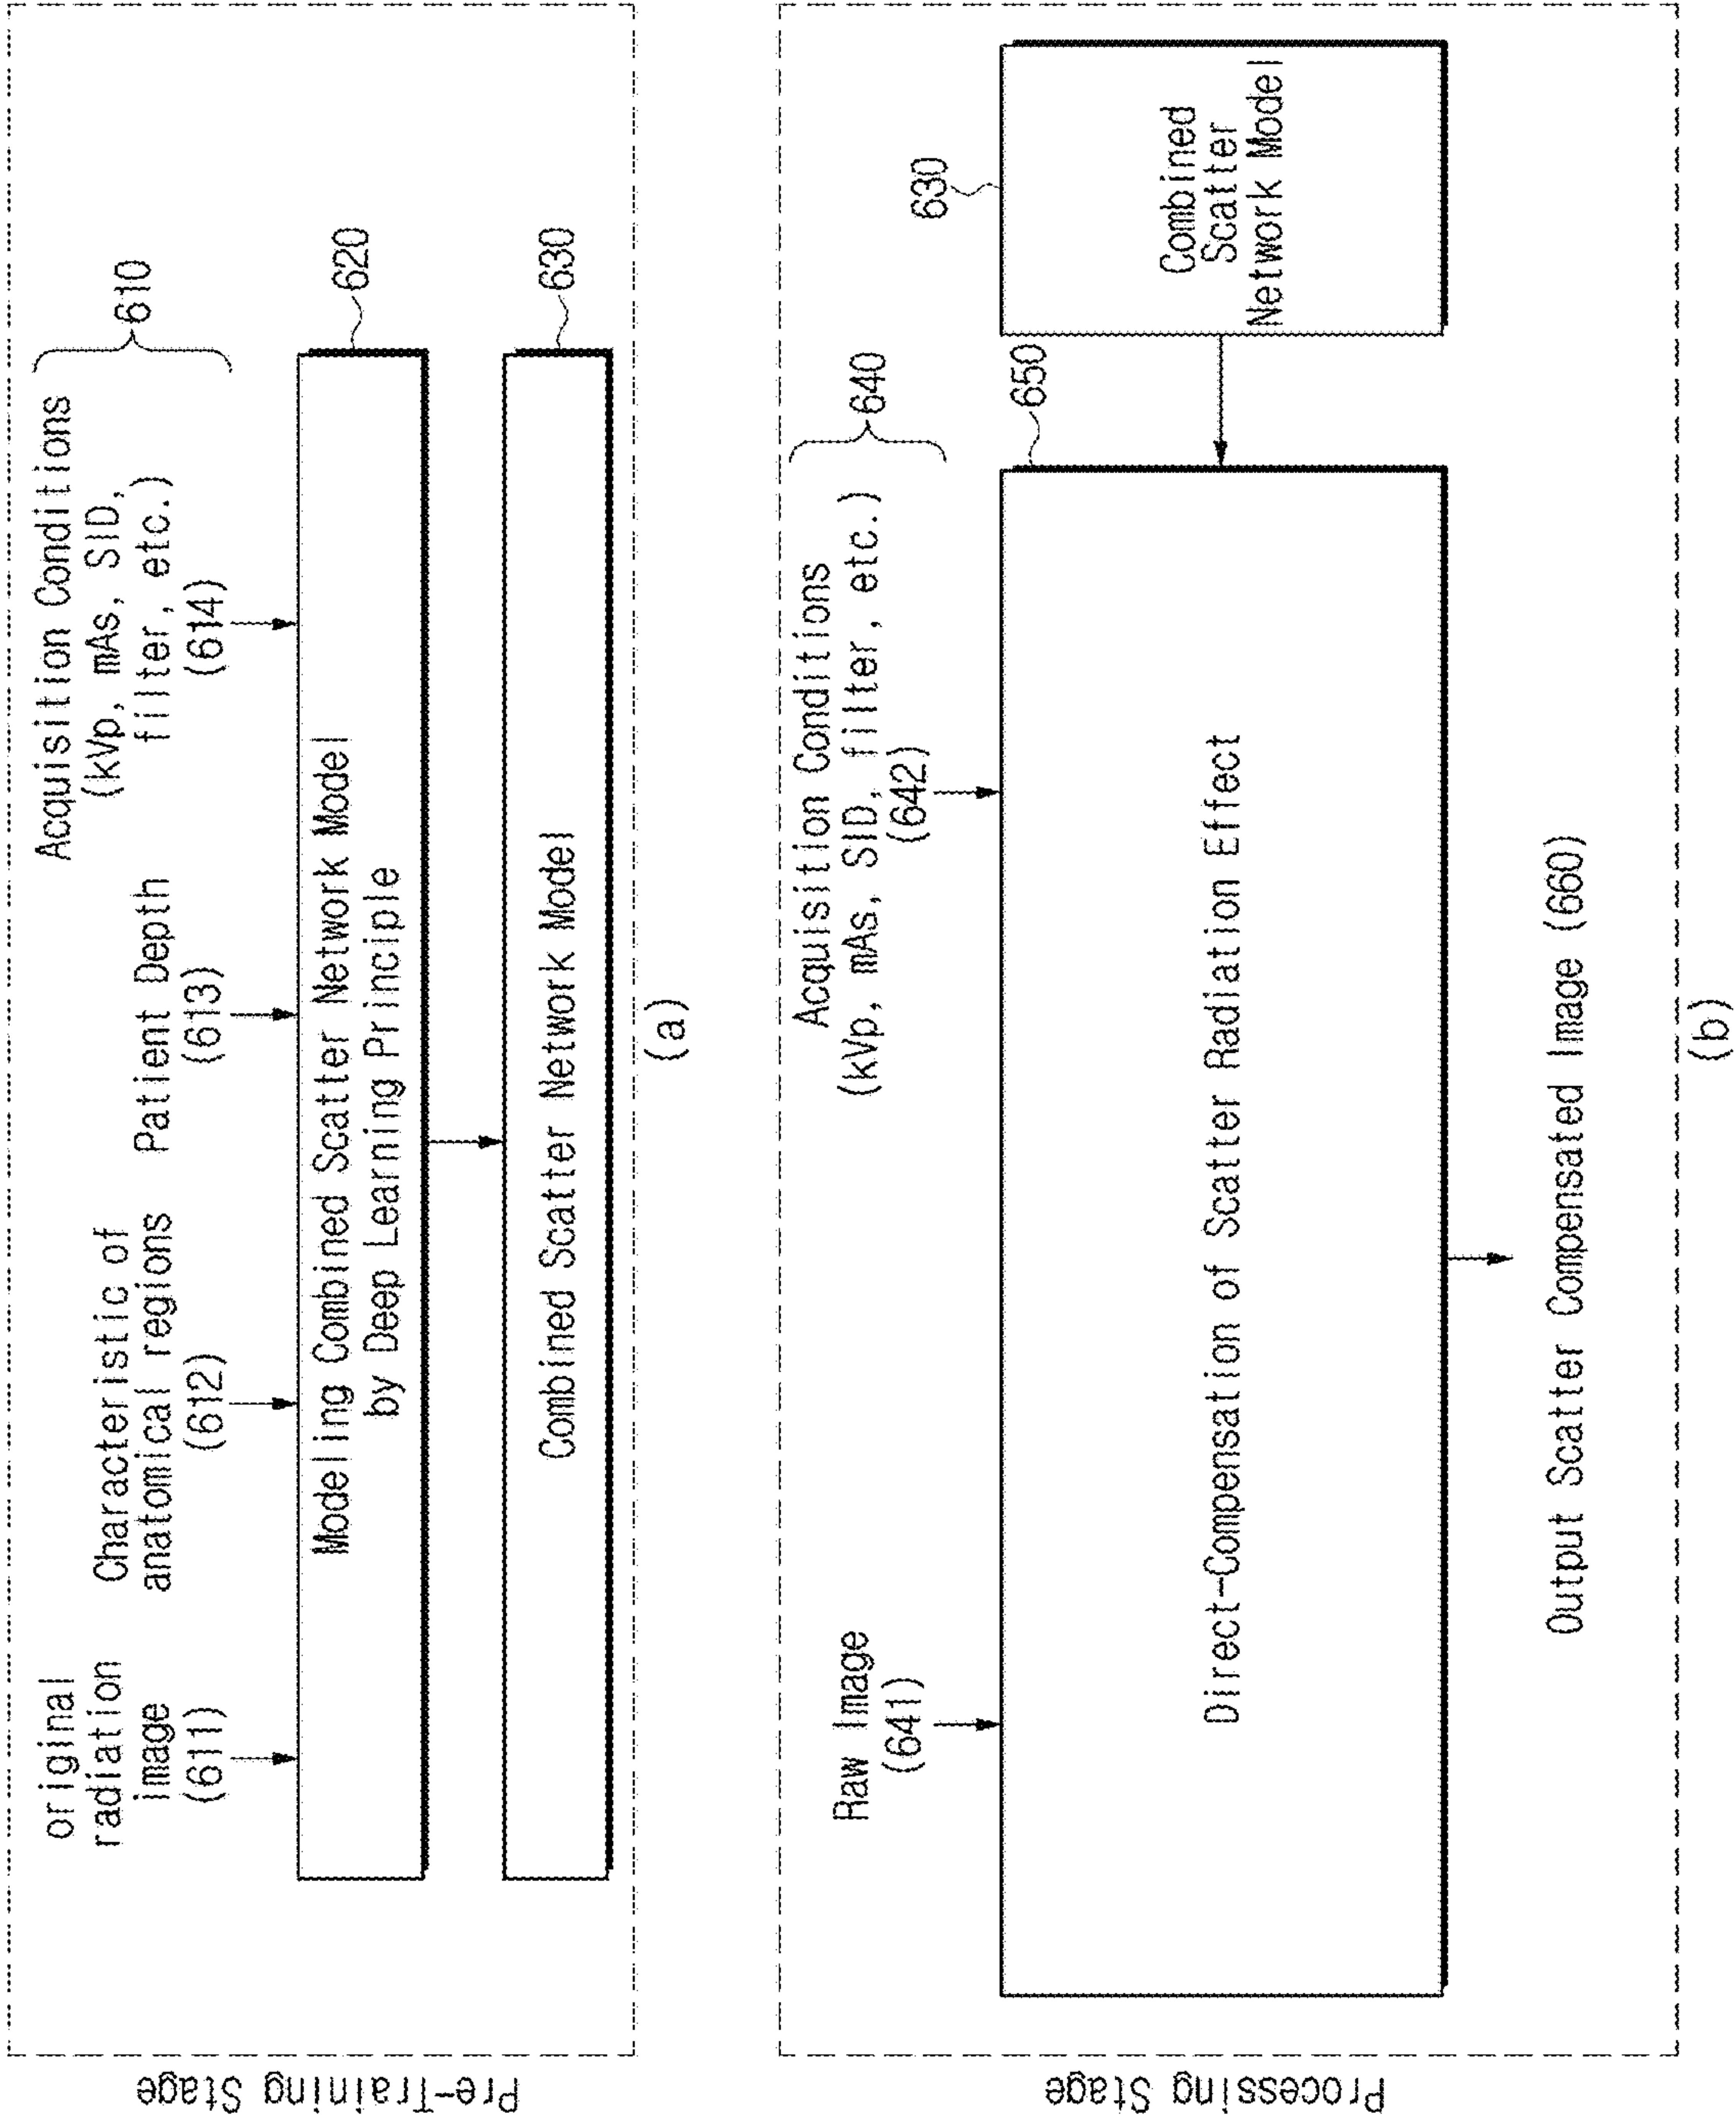 Pre-Training Stage
original
radiation
image
(611)
Characteristic of
anatomical regions
(612)
Patient Depth
(613)
Acquisition Conditions
(kVp, mAs, SID,
filter, etc.)
(614)
610
Modeling Combined Scatter Network Model
by Deep Learning Principle
620
Combined Scatter Network Model
630
(a)
Processing Stage
Raw Image
(641)
Acquisition Conditions
(kVp, mAs, SID, filter, etc.)
(642)
640
Direct-Compensation of Scatter Radiation Effect
650
630
Combined
Scatter
Network Model
Output Scatter Compensated Image (660)
(b)